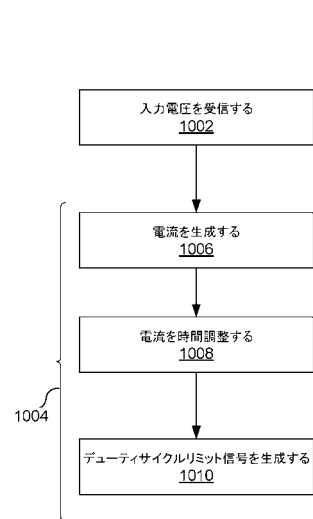 入力電圧を受信する
1002
電流を生成する
1006
電流を時間調整する
1008
1004
デューティサイクルリミット信号を生成する
1010